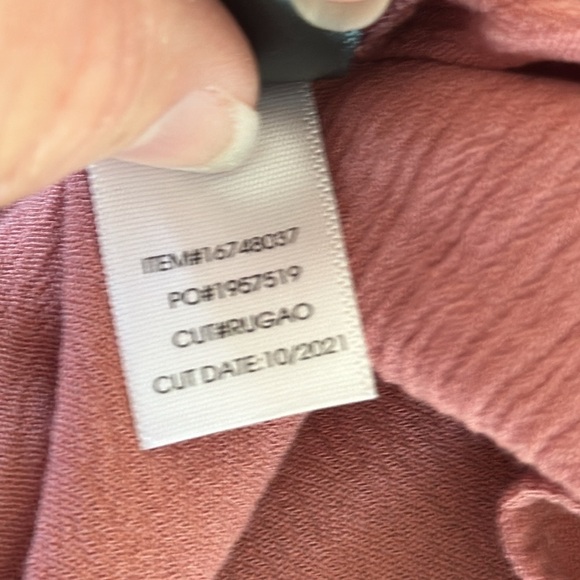 ITEM#16748037
PO#1957519
CUT#RUGAO
CUT DATE:10/2021